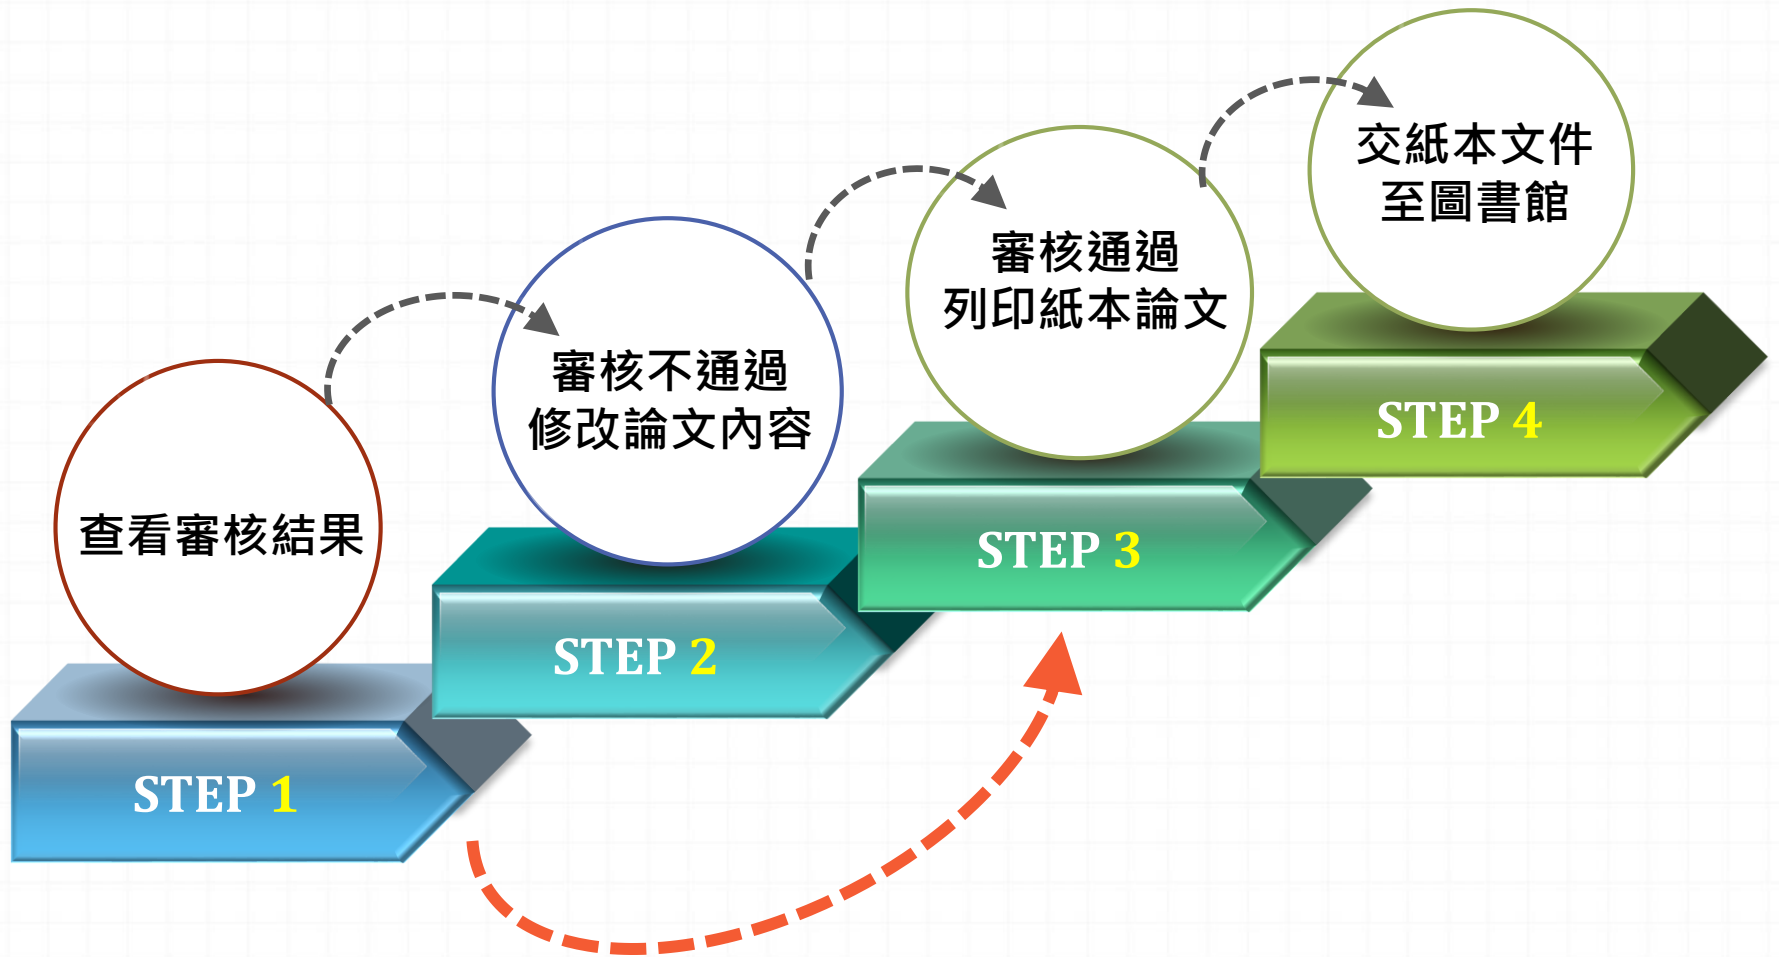 查看審核結果
STEP 1
審核不通過
修改論文內容
STEP 2
審核通過
列印紙本論文
STEP 3
交紙本文件
至圖書館
STEP 4